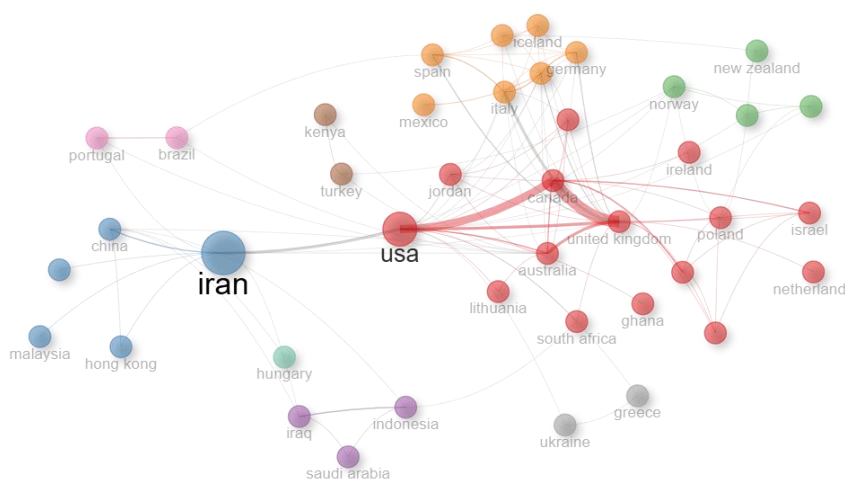 iceland
spain
germany
new zealand
norway
italy
mexico
kenya
portugal
brazil
ireland
turkey
jordan
canada
israel
poland
united kingdom
china
usa
australia
iran
netherland
lithuania
ghana
south africa
malaysia
hong kong
hungary
greece
indonesia
iraq
ukraine
saudi arabia